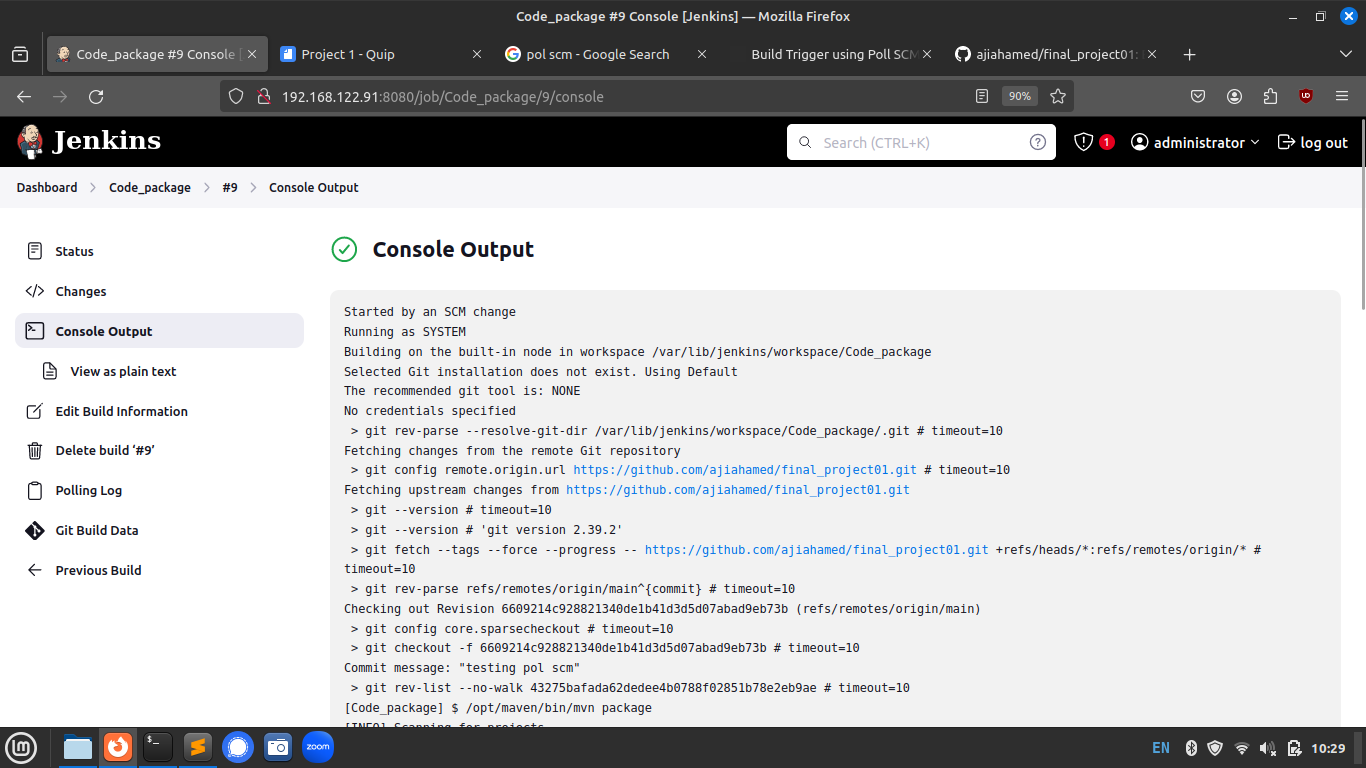 Code_package #9 Console [Jenkins] — Mozilla Firefox
Code_package #9 Console [
Project 1 - Quip
pol scm - Google Search
Build Trigger using Poll SCM
ajiahamed/final_project01:
192.168.122.91:8080/job/Code_package/9/console
90%
Jenkins
Search (CTRL+K)
1
administrator
log out
Dashboard
Code_package
#9
Console Output
Status
Changes
Console Output
View as plain text
Edit Build Information
Delete build ‘#9’
Polling Log
Git Build Data
Previous Build
Console Output
Started by an SCM change
Running as SYSTEM
Building on the built-in node in workspace /var/lib/jenkins/workspace/Code_package
Selected Git installation does not exist. Using Default
The recommended git tool is: NONE
No credentials specified
> git rev-parse --resolve-git-dir /var/lib/jenkins/workspace/Code_package/.git # timeout=10
Fetching changes from the remote Git repository
> git config remote.origin.url https://github.com/ajiahamed/final_project01.git # timeout=10
Fetching upstream changes from https://github.com/ajiahamed/final_project01.git
> git --version # timeout=10
> git --version # 'git version 2.39.2'
> git fetch --tags --force --progress -- https://github.com/ajiahamed/final_project01.git +refs/heads/*:refs/remotes/origin/* #
timeout=10
> git rev-parse refs/remotes/origin/main^{commit} # timeout=10
Checking out Revision 6609214c928821340de1b41d3d5d07abad9eb73b (refs/remotes/origin/main)
> git config core.sparsecheckout # timeout=10
> git checkout -f 6609214c928821340de1b41d3d5d07abad9eb73b # timeout=10
Commit message: "testing pol scm"
> git rev-list --no-walk 43275bafada62dedee4b0788f02851b78e2eb9ae # timeout=10
[Code_package] $ /opt/maven/bin/mvn package
[INFO] Scanning for projects
zoom
EN
10:29